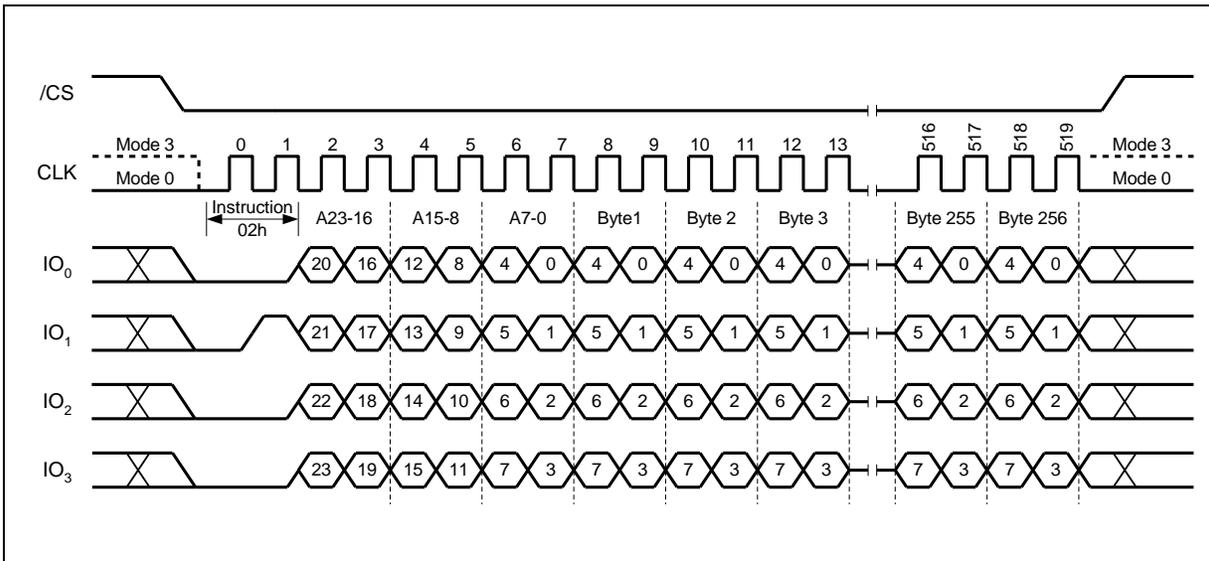 /CS
Mode 3 0 1 2 3 4 5 6 7 8 9 10 11 12 13 516 517 518 519 Mode 3
CLK
Mode 0 Mode 0
Instruction A23-16 A15-8 A7-0 Byte1 Byte 2 Byte 3 Byte 255 Byte 256
02h
IO0 20 16 12 8 4 0 4 0 4 0 4 0 4 0 4 0
IO1 21 17 13 9 5 1 5 1 5 1 5 1 5 1 5 1
IO2 22 18 14 10 6 2 6 2 6 2 6 2 6 2 6 2
IO3 23 19 15 11 7 3 7 3 7 3 7 3 7 3 7 3